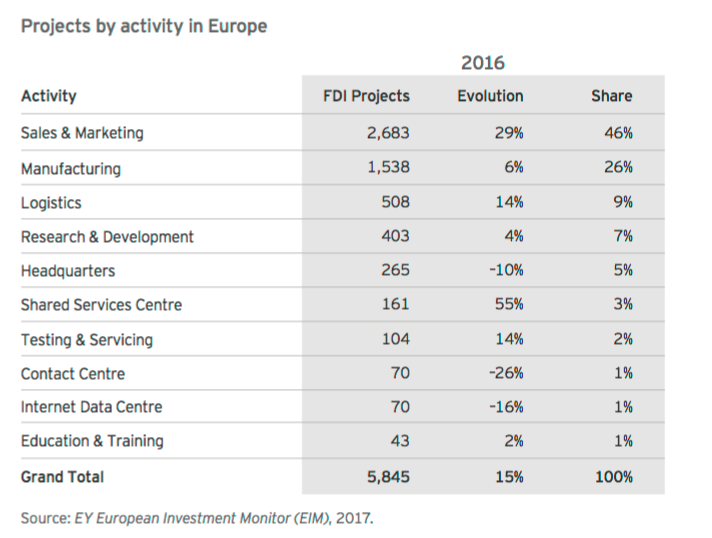 Projects by activity in Europe
2016
Activity FDI Projects Evolution Share
Sales & Marketing 2,683 29% 46%
Manufacturing 1,538 6% 26%
Logistics 508 14% 9%
Research & Development 403 4% 7%
Headquarters 265 -10% 5%
Shared Services Centre 161 55% 3%
Testing & Servicing 104 14% 2%
Contact Centre 70 -26% 1%
Internet Data Centre 70 -16% 1%
Education & Training 43 2% 1%
Grand Total 5,845 15% 100%
Source: EY European Investment Monitor (EIM), 2017.